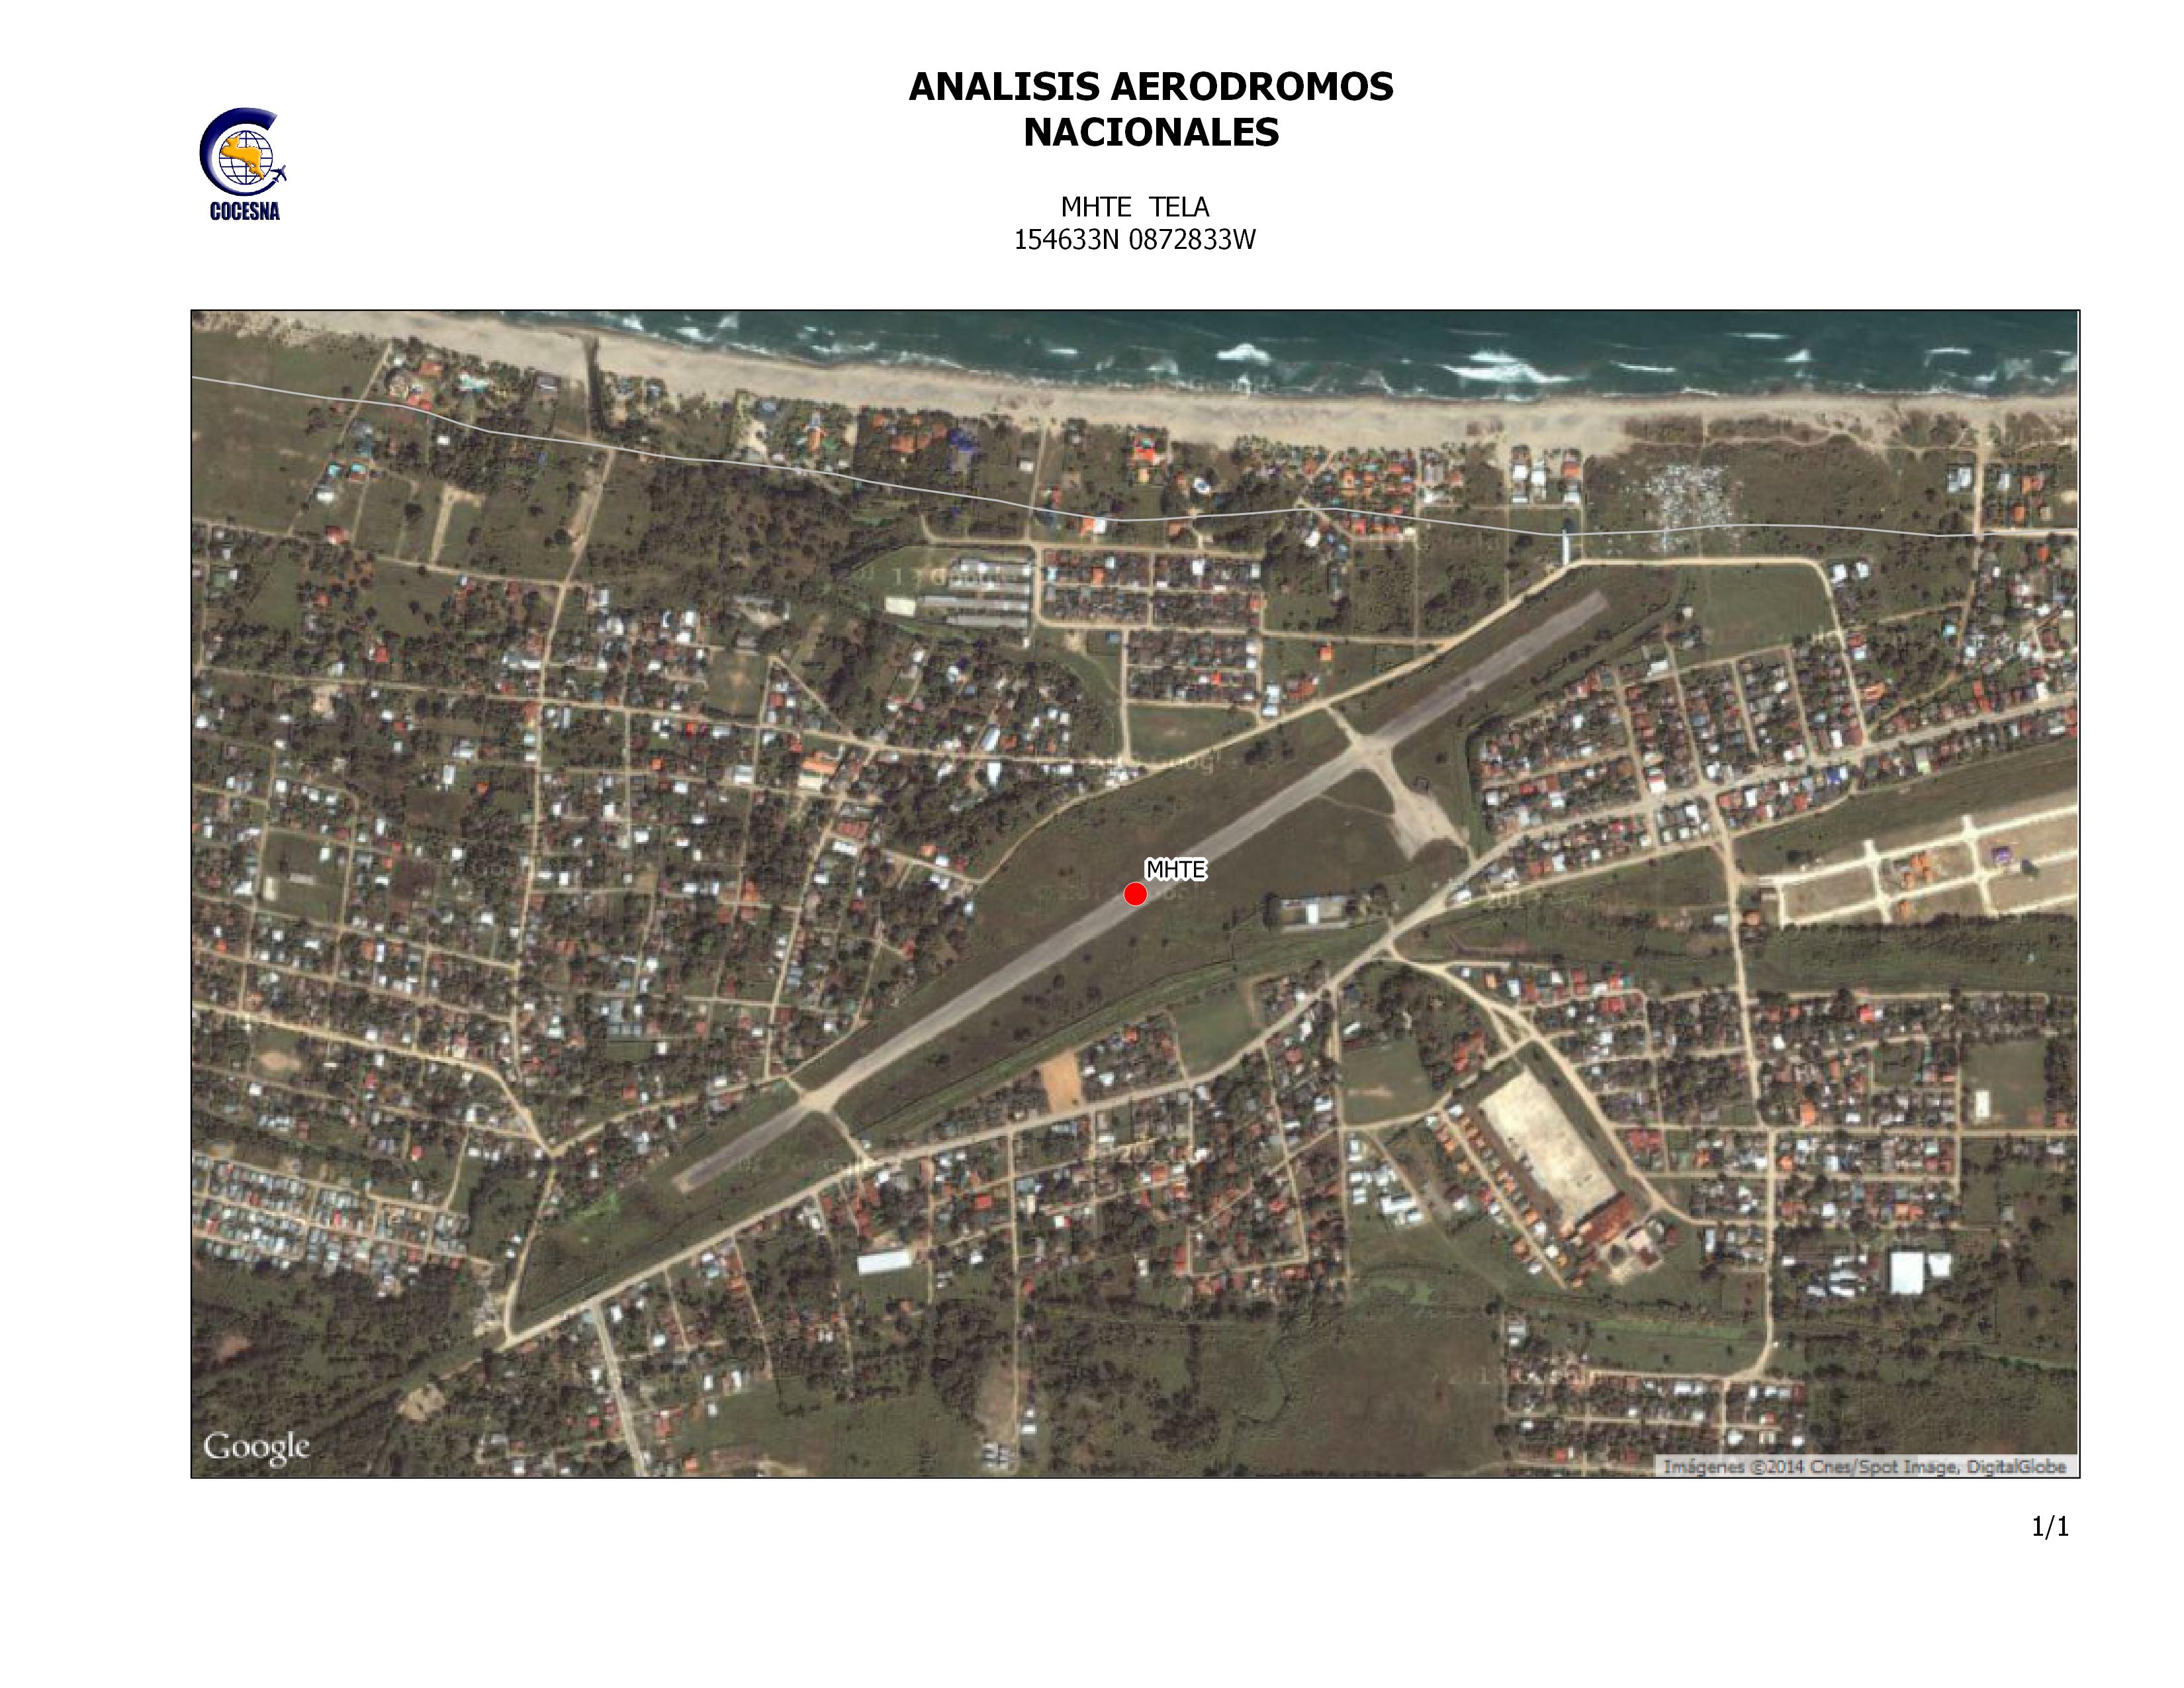 ANALISIS AERODROMOS
NACIONALES
COCESNA
MHTE TELA
154633N 0872833W
MHTE
Google
Imágenes ©2014 Cnes/Spot Image, DigitalGlobe
1/1